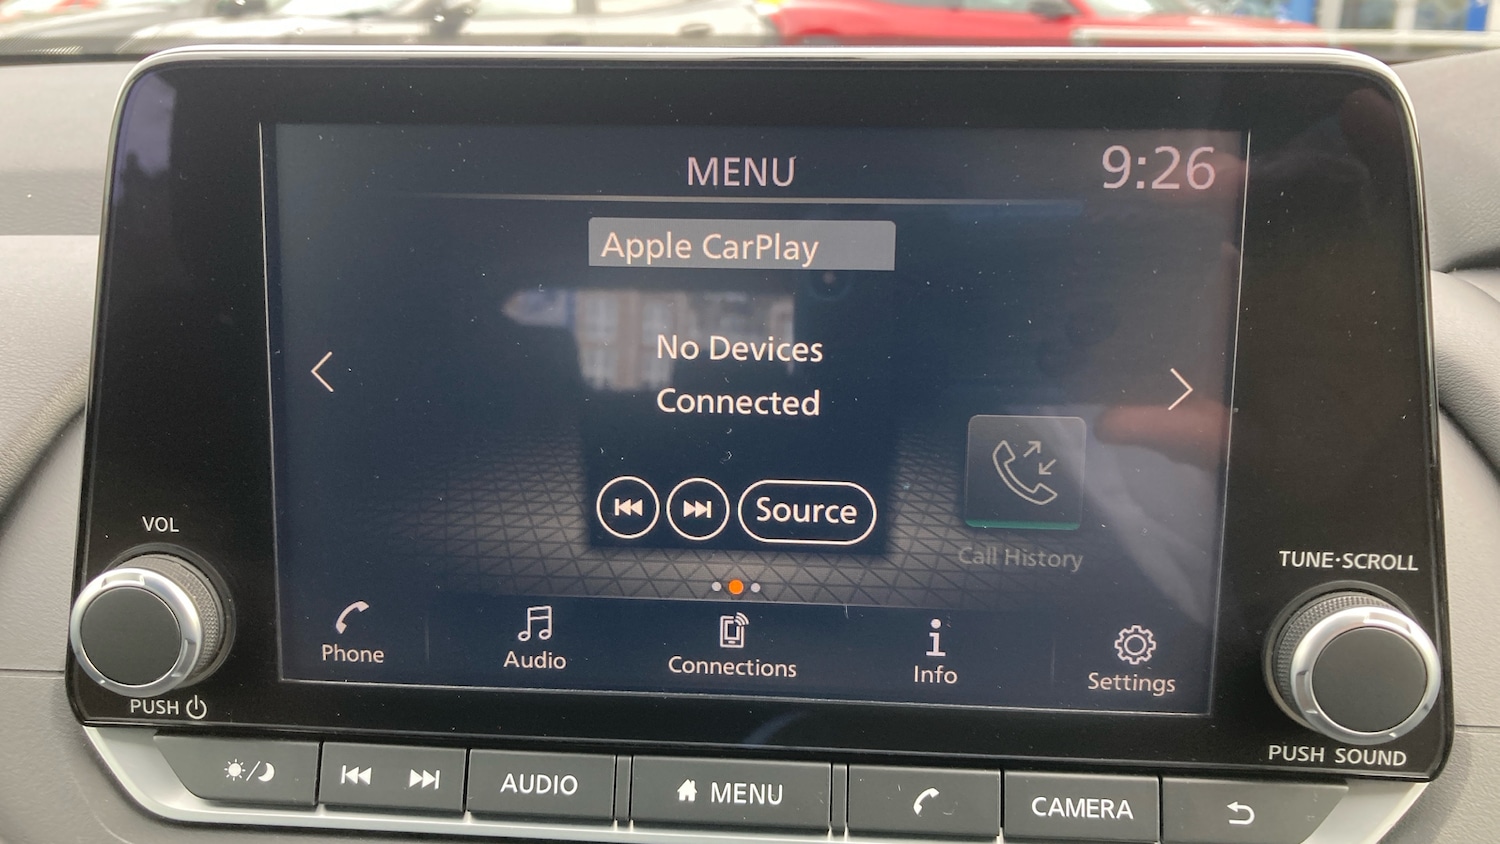 MENU
9:26
Apple CarPlay
No Devices
Connected
Source
Call History
Phone
Audio
Connections
Info
Settings
VOL
PUSH
TUNE·SCROLL
PUSH SOUND
AUDIO
MENU
CAMERA